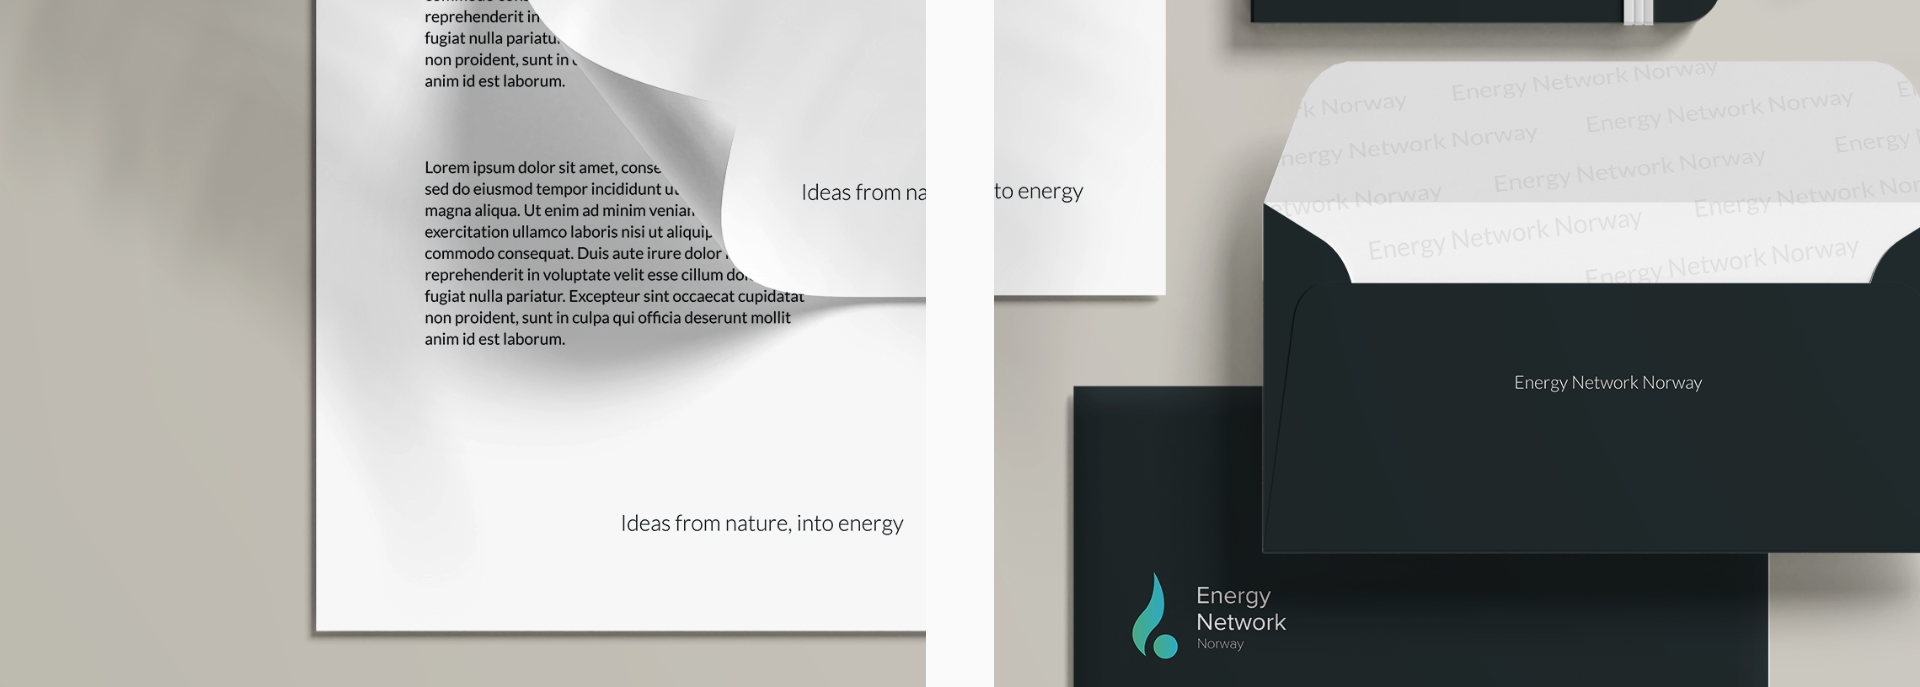 reprehenderit in
fugiat nulla pariatu
non proident, sunt in
anim id est laborum.
Lorem ipsum dolor sit amet, conse
sed do eiusmod tempor incididunt ut
magna aliqua. Ut enim ad minim veniam
exercitation ullamco laboris nisi ut aliquip
commodo consequat. Duis aute irure dolor
reprehenderit in voluptate velit esse cillum dol
fugiat nulla pariatur. Excepteur sint occaecat cupidatat
non proident, sunt in culpa qui officia deserunt mollit
anim id est laborum.
Ideas from na
Ideas from nature, into energy
to energy
k Norway
Energy Network Norway
nergy Network Norway
Energy Network Norway
etwork Norway
Energy Network Norway
Energy
Energy Network Norway
Energy Network Nor
Energy Network Norway
Energy Network Norway
Energy
Network
Norway